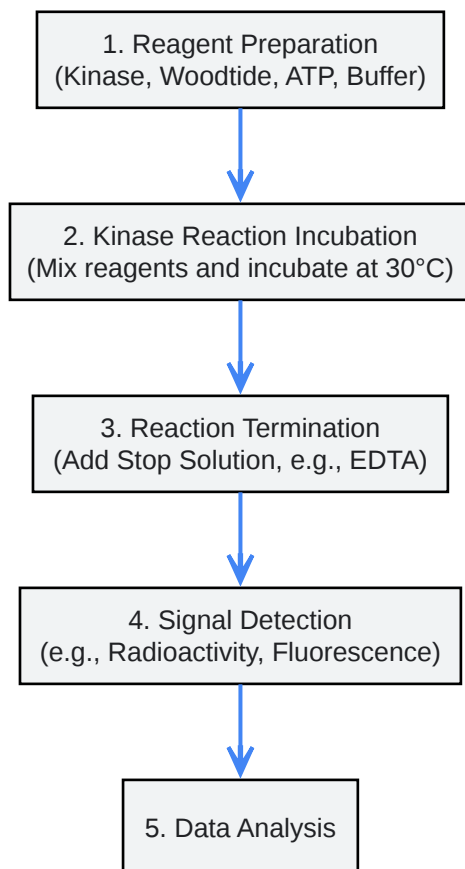 1. Reagent Preparation
(Kinase, Woodtide, ATP, Buffer)
2. Kinase Reaction Incubation
(Mix reagents and incubate at 30°C)
3. Reaction Termination
(Add Stop Solution, e.g., EDTA)
4. Signal Detection
(e.g., Radioactivity, Fluorescence)
5. Data Analysis